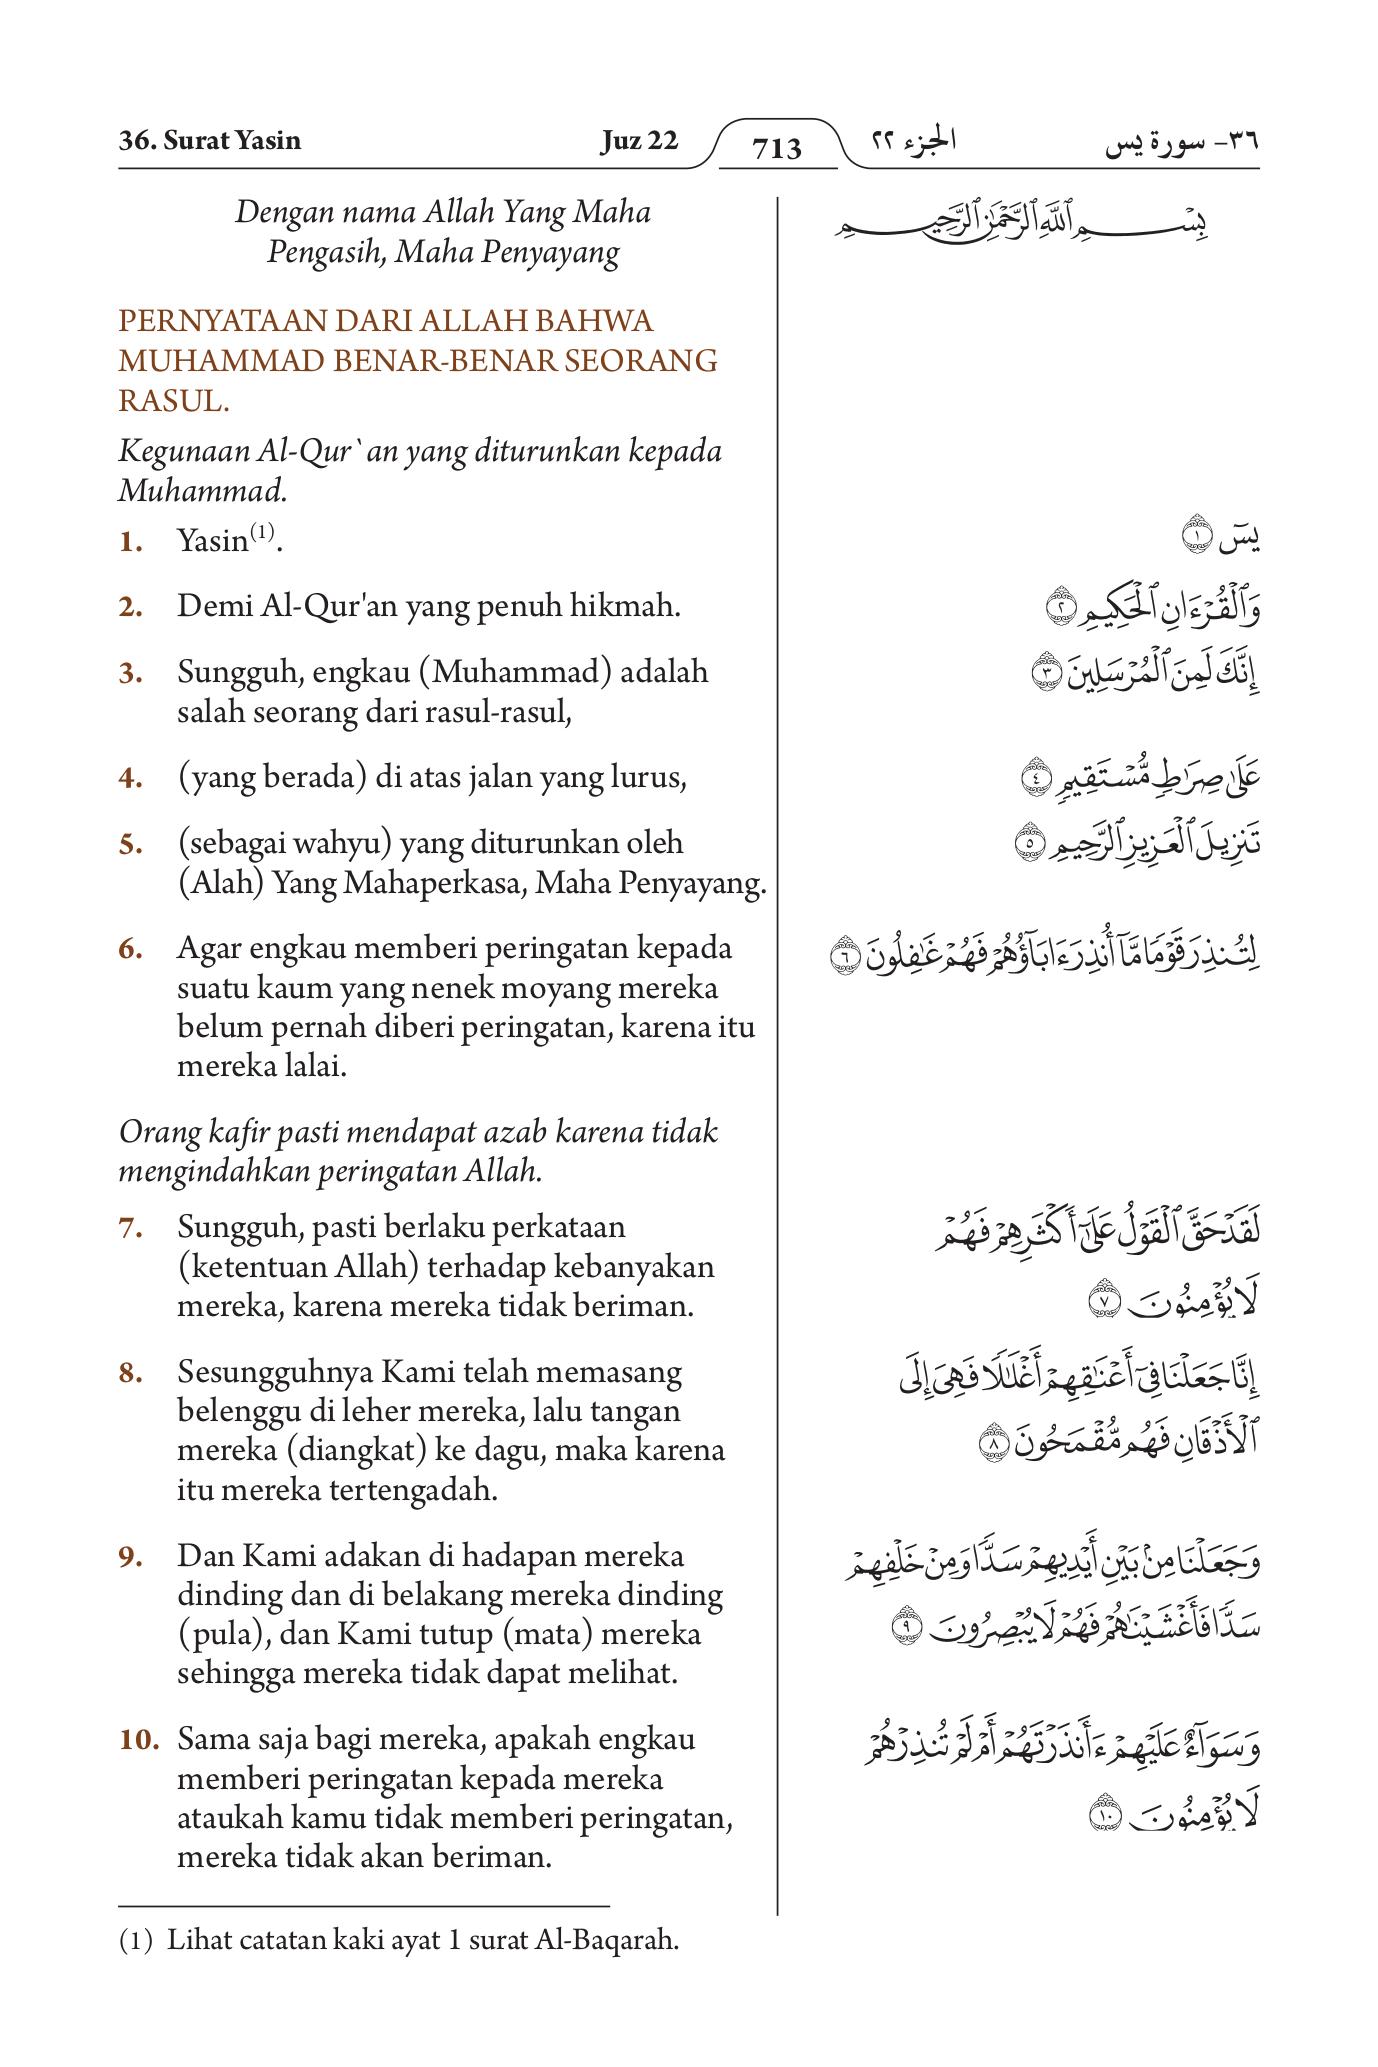 36. Surat Yasin
Juz 22
713
الجزء ٢٢
٣٦- سورة يس
Dengan nama Allah Yang Maha
Pengasih, Maha Penyayang
PERNYATAAN DARI ALLAH BAHWA
MUHAMMAD BENAR-BENAR SEORANG
RASUL.
Kegunaan Al-Qur`an yang diturunkan kepada
Muhammad.
1. Yasin(1).
2. Demi Al-Qur'an yang penuh hikmah.
3. Sungguh, engkau (Muhammad) adalah
salah seorang dari rasul-rasul,
4. (yang berada) di atas jalan yang lurus,
5. (sebagai wahyu) yang diturunkan oleh
(Alah) Yang Mahaperkasa, Maha Penyayang.
6. Agar engkau memberi peringatan kepada
suatu kaum yang nenek moyang mereka
belum pernah diberi peringatan, karena itu
mereka lalai.
Orang kafir pasti mendapat azab karena tidak
mengindahkan peringatan Allah.
7. Sungguh, pasti berlaku perkataan
(ketentuan Allah) terhadap kebanyakan
mereka, karena mereka tidak beriman.
8. Sesungguhnya Kami telah memasang
belenggu di leher mereka, lalu tangan
mereka (diangkat) ke dagu, maka karena
itu mereka tertengadah.
9. Dan Kami adakan di hadapan mereka
dinding dan di belakang mereka dinding
(pula), dan Kami tutup (mata) mereka
sehingga mereka tidak dapat melihat.
10. Sama saja bagi mereka, apakah engkau
memberi peringatan kepada mereka
ataukah kamu tidak memberi peringatan,
mereka tidak akan beriman.
(1) Lihat catatan kaki ayat 1 surat Al-Baqarah.
بِسْمِ ٱللَّهِ ٱلرَّحْمَٰنِ ٱلرَّحِيمِ
يسٓ ١
وَٱلْقُرْءَانِ ٱلْحَكِيمِ ٢
إِنَّكَ لَمِنَ ٱلْمُرْسَلِينَ ٣
عَلَىٰ صِرَٰطٍ مُّسْتَقِيمٍ ٤
تَنزِيلَ ٱلْعَزِيزِ ٱلرَّحِيمِ ٥
لِتُنذِرَ قَوْمًا مَّآ أُنذِرَ ءَابَآؤُهُمْ فَهُمْ غَٰفِلُونَ ٦
لَقَدْ حَقَّ ٱلْقَوْلُ عَلَىٰٓ أَكْثَرِهِمْ فَهُمْ
لَا يُؤْمِنُونَ ٧
إِنَّا جَعَلْنَا فِىٓ أَعْنَٰقِهِمْ أَغْلَٰلًا فَهِىَ إِلَى
ٱلْأَذْقَانِ فَهُم مُّقْمَحُونَ ٨
وَجَعَلْنَا مِنۢ بَيْنِ أَيْدِيهِمْ سَدًّا وَمِنْ خَلْفِهِمْ
سَدًّا فَأَغْشَيْنَٰهُمْ فَهُمْ لَا يُبْصِرُونَ ٩
وَسَوَآءٌ عَلَيْهِمْ ءَأَنذَرْتَهُمْ أَمْ لَمْ تُنذِرْهُمْ
لَا يُؤْمِنُونَ ١٠